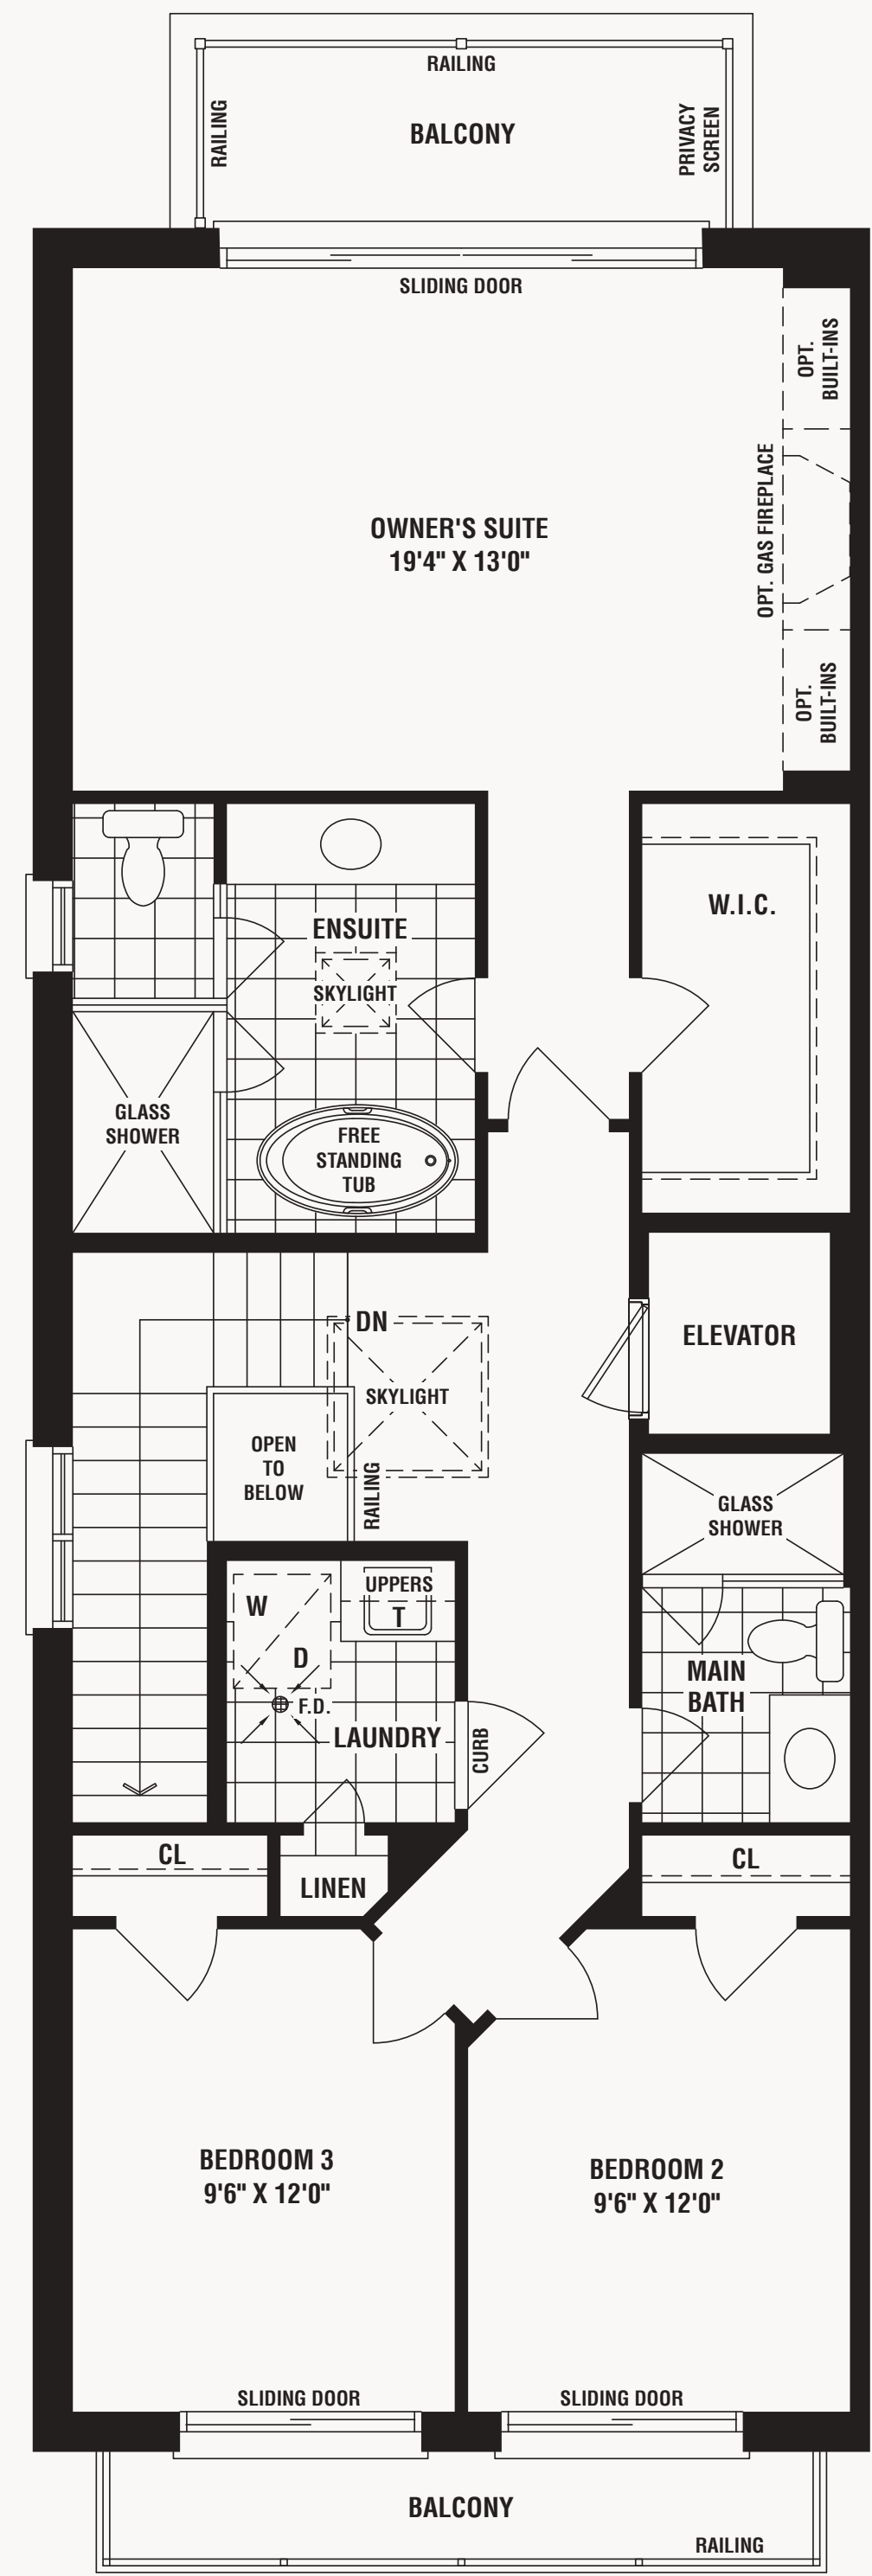 RAILING
RAILING
BALCONY
PRIVACY
SCREEN
SLIDING DOOR
OPT.
BUILT-INS
OWNER'S SUITE
19'4" X 13'0"
OPT. GAS FIREPLACE
OPT.
BUILT-INS
ENSUITE
W.I.C.
SKYLIGHT
GLASS
SHOWER
FREE
STANDING
TUB
DN
ELEVATOR
SKYLIGHT
OPEN
TO
BELOW
RAILING
GLASS
SHOWER
UPPERS
W
T
D
F.D.
LAUNDRY
CURB
MAIN
BATH
CL
LINEN
CL
BEDROOM 3
9'6" X 12'0"
BEDROOM 2
9'6" X 12'0"
SLIDING DOOR
SLIDING DOOR
BALCONY
RAILING